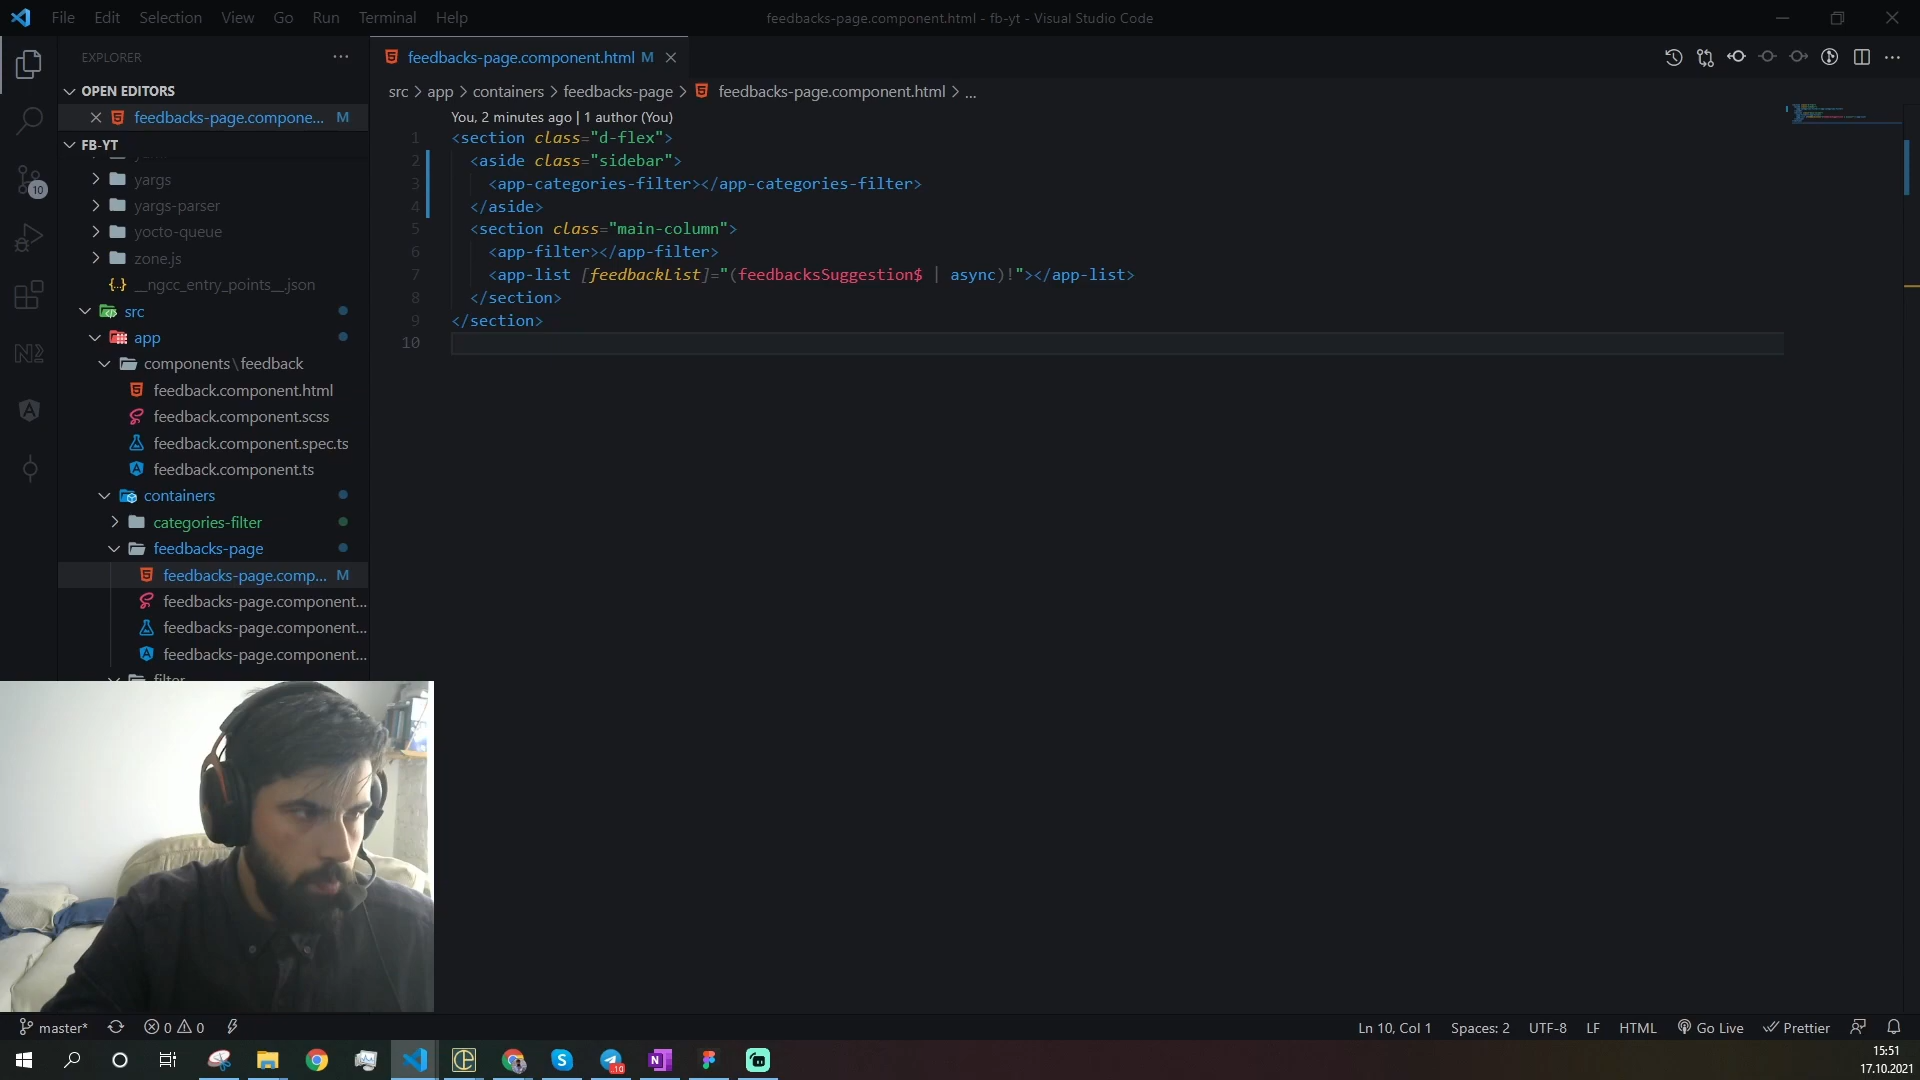 File Edit Selection View Go Run Terminal Help
feedbacks-page.component.html - fb-yt - Visual Studio Code
EXPLORER
OPEN EDITORS
feedbacks-page.compone... M
FB-YT
yargs
yargs-parser
yocto-queue
zone.js
{..} __ngcc_entry_points__.json
src
app
components\feedback
feedback.component.html
feedback.component.scss
feedback.component.spec.ts
feedback.component.ts
containers
categories-filter
feedbacks-page
feedbacks-page.comp... M
feedbacks-page.component...
feedbacks-page.component...
feedbacks-page.component...
filter
10
feedbacks-page.component.html M
src > app > containers > feedbacks-page > feedbacks-page.component.html > ...
You, 2 minutes ago | 1 author (You)
1 <section class="d-flex">
2 <aside class="sidebar">
3 <app-categories-filter></app-categories-filter>
4 </aside>
5 <section class="main-column">
6 <app-filter></app-filter>
7 <app-list [feedbackList]="(feedbacksSuggestion$ | async)!"></app-list>
8 </section>
9 </section>
10
master* 0 0
Ln 10, Col 1 Spaces: 2 UTF-8 LF HTML Go Live Prettier
15:51
17.10.2021